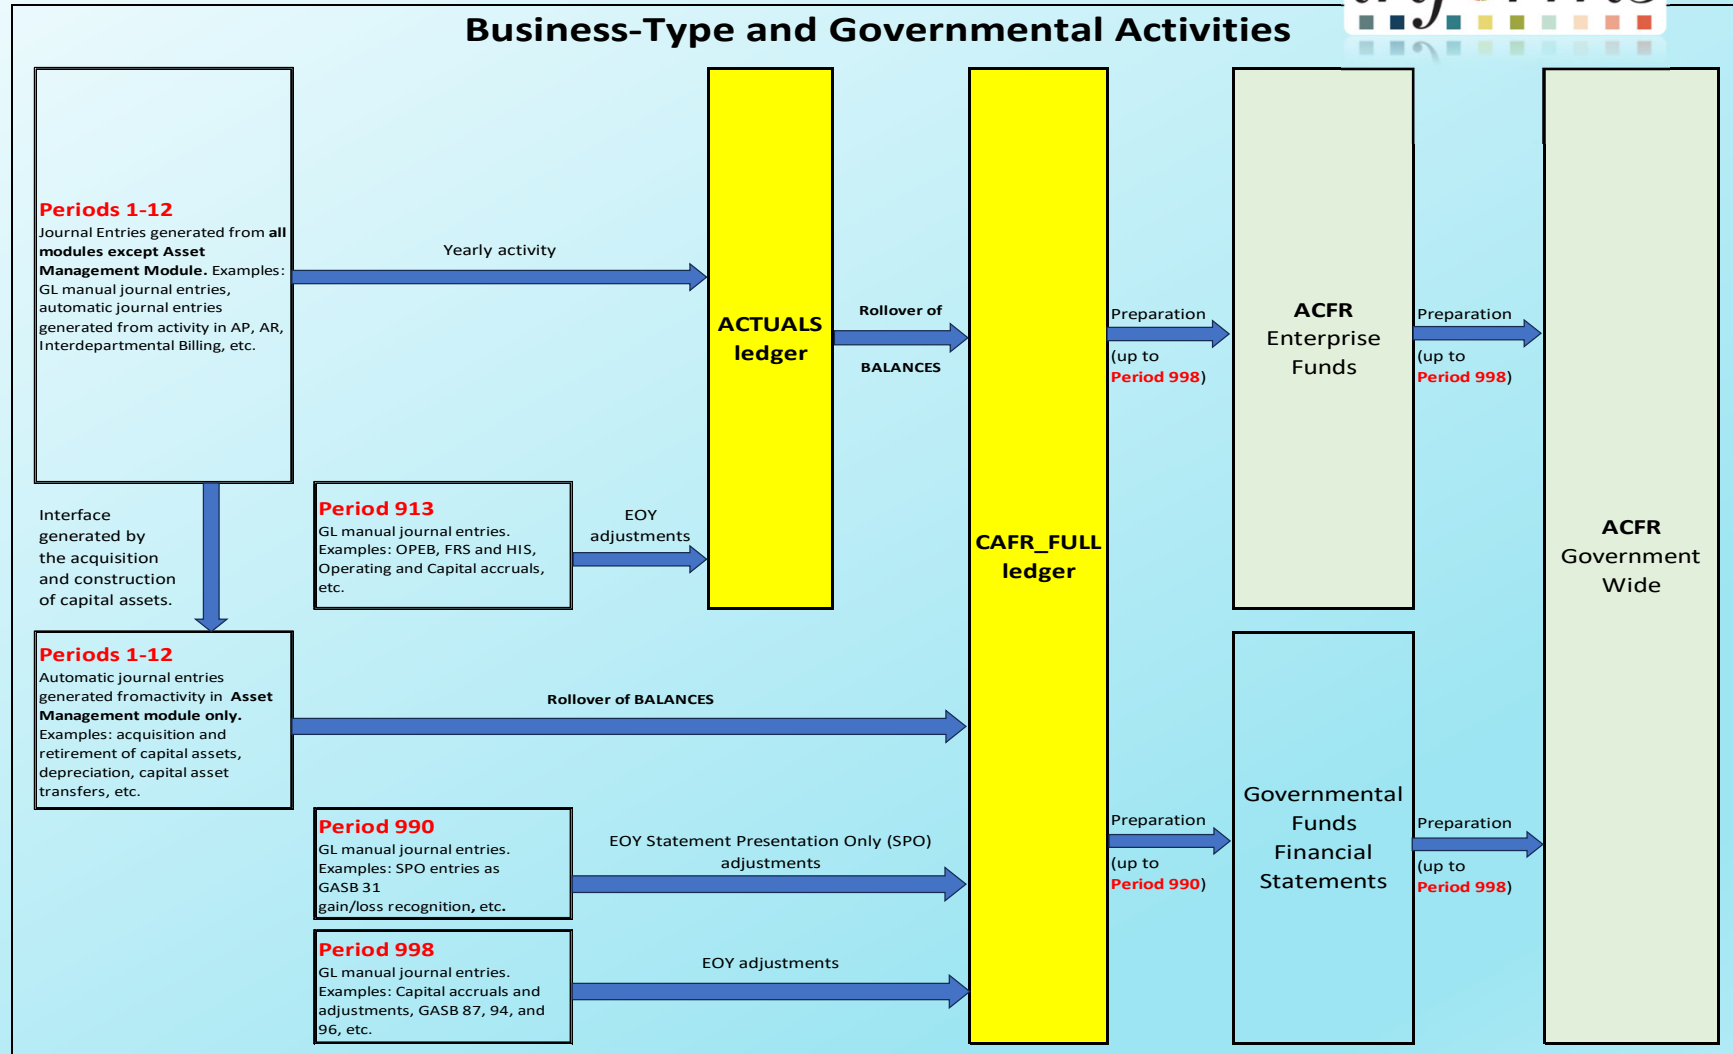 informs
Business-Type and Governmental Activities
Periods 1-12
Journal Entries generated from all
modules except Asset
Management Module. Examples:
GL manual journal entries,
automatic journal entries
generated from activity in AP, AR,
Interdepartmental Billing, etc.
Yearly activity
ACTUALS
ledger
Rollover of
BALANCES
CAFR_FULL
ledger
Preparation
(up to
Period 998)
ACFR
Enterprise
Funds
Preparation
(up to
Period 998)
ACFR
Government
Wide
Interface
generated by
the acquisition
and construction
of capital assets.
Period 913
GL manual journal entries.
Examples: OPEB, FRS and HIS,
Operating and Capital accruals,
etc.
EOY
adjustments
Periods 1-12
Automatic journal entries
generated fromactivity in Asset
Management module only.
Examples: acquisition and
retirement of capital assets,
depreciation, capital asset
transfers, etc.
Rollover of BALANCES
Period 990
GL manual journal entries.
Examples: SPO entries as
GASB 31
gain/loss recognition, etc.
EOY Statement Presentation Only (SPO)
adjustments
Preparation
(up to
Period 990)
Governmental
Funds
Financial
Statements
Preparation
(up to
Period 998)
Period 998
GL manual journal entries.
Examples: Capital accruals and
adjustments, GASB 87, 94, and
96, etc.
EOY adjustments